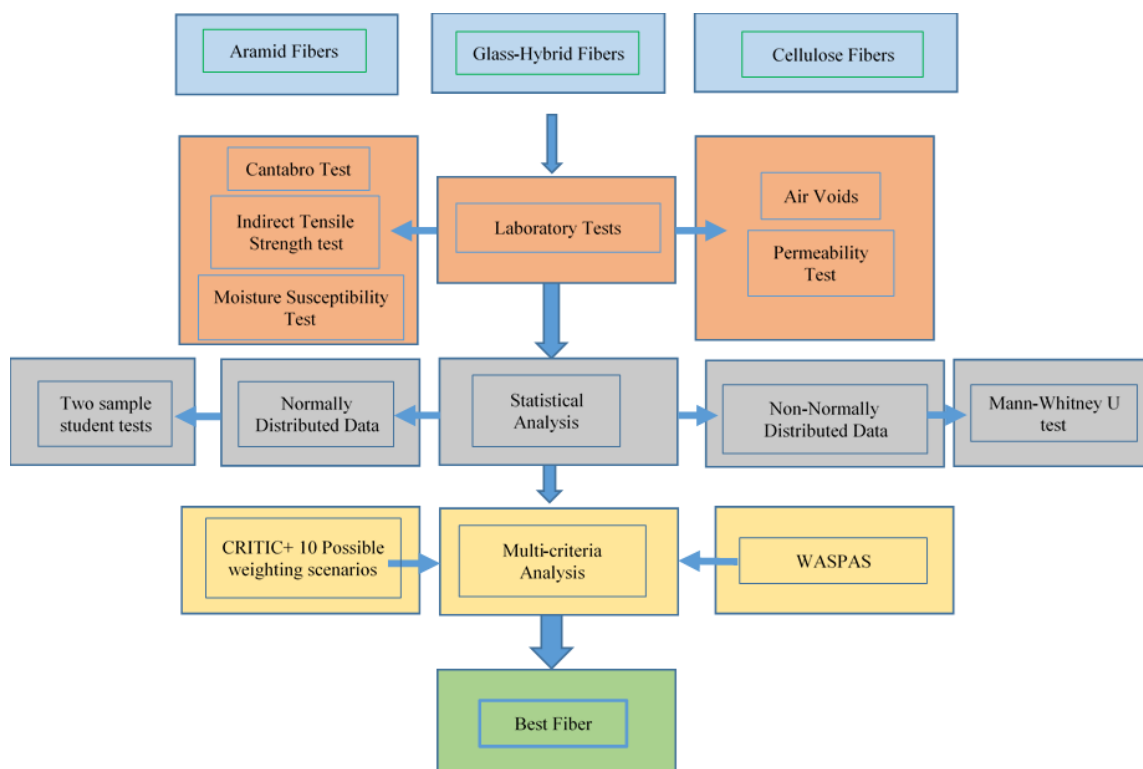 Aramid Fibers
Glass-Hybrid Fibers
Cellulose Fibers
Cantabro Test
Indirect Tensile
Strength test
Moisture Susceptibility
Test
Laboratory Tests
Air Voids
Permeability
Test
Two sample
student tests
Normally
Distributed Data
Statistical
Analysis
Non-Normally
Distributed Data
Mann-Whitney U
test
CRITIC+ 10 Possible
weighting scenarios
Multi-criteria
Analysis
WASPAS
Best Fiber